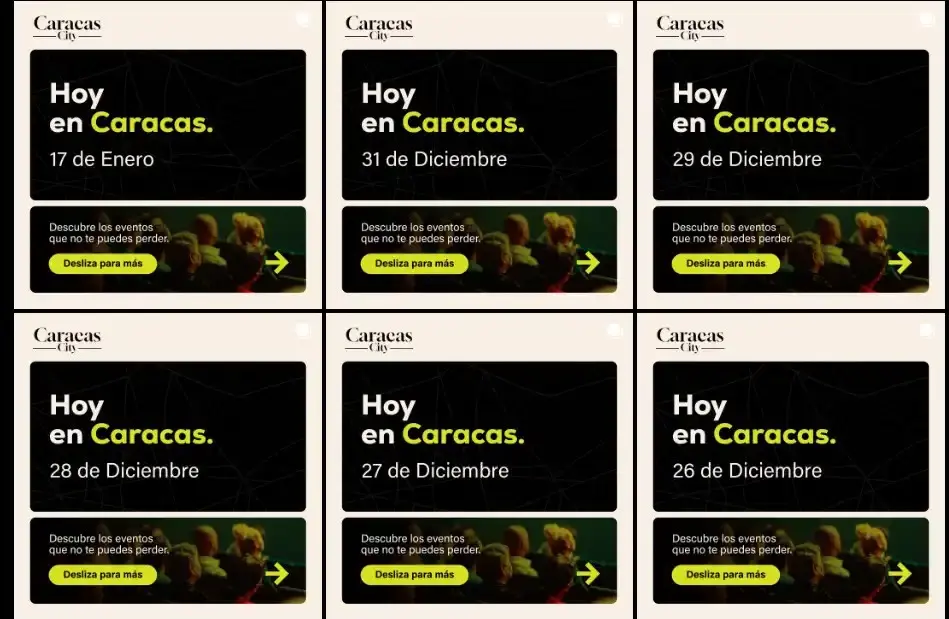 Caracas
City
Hoy
en Caracas.
17 de Enero
Descubre los eventos
que no te puedes perder.
Desliza para más
Caracas
City
Hoy
en Caracas.
31 de Diciembre
Descubre los eventos
que no te puedes perder.
Desliza para más
Caracas
City
Hoy
en Caracas.
29 de Diciembre
Descubre los eventos
que no te puedes perder.
Desliza para más
Caracas
City
Hoy
en Caracas.
28 de Diciembre
Descubre los eventos
que no te puedes perder.
Desliza para más
Caracas
City
Hoy
en Caracas.
27 de Diciembre
Descubre los eventos
que no te puedes perder.
Desliza para más
Caracas
City
Hoy
en Caracas.
26 de Diciembre
Descubre los eventos
que no te puedes perder.
Desliza para más